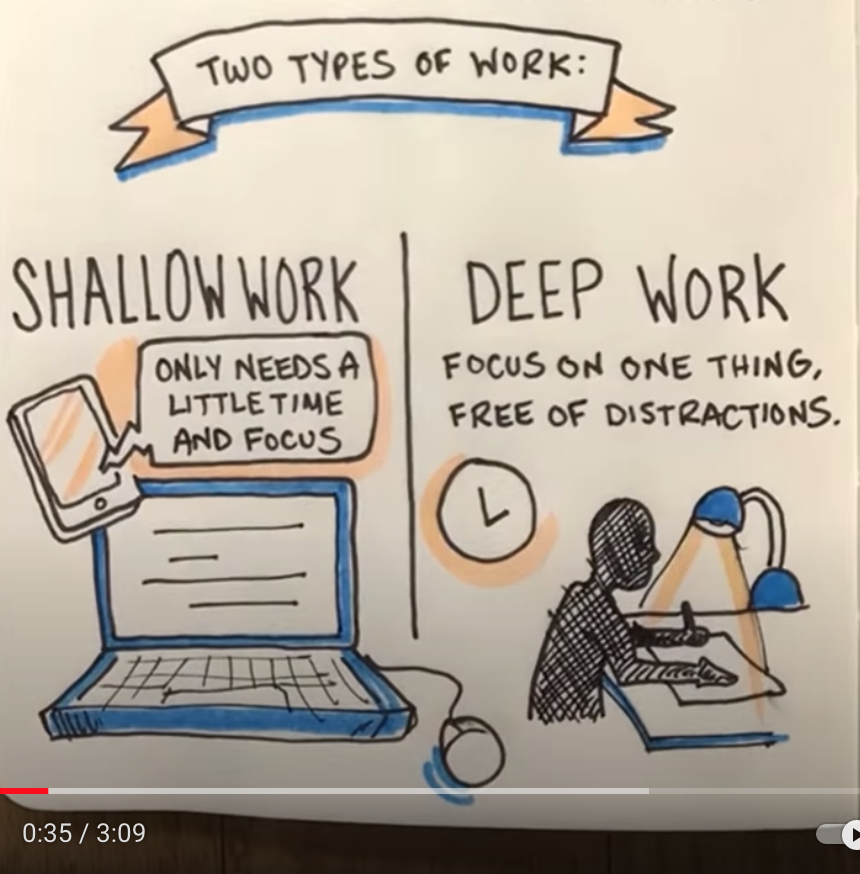 TWO TYPES OF WORK:
SHALLOW WORK
ONLY NEEDS A
LITTLE TIME
AND FOCUS
DEEP WORK
FOCUS ON ONE THING,
FREE OF DISTRACTIONS.
0:35 / 3:09